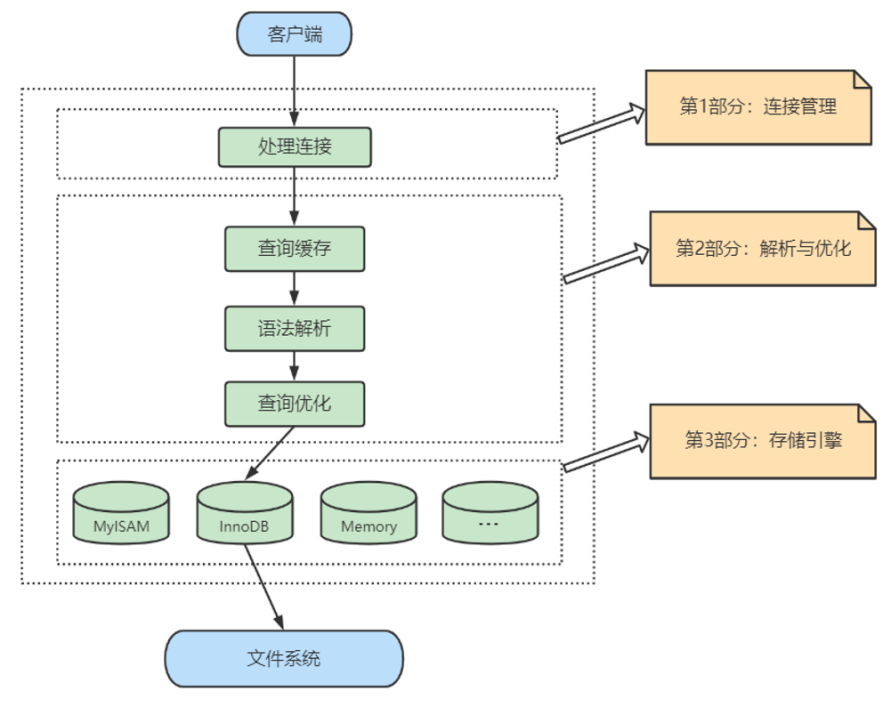 客户端
处理连接
第1部分：连接管理
查询缓存
第2部分：解析与优化
语法解析
查询优化
第3部分：存储引擎
MyISAM
InnoDB
Memory
...
文件系统